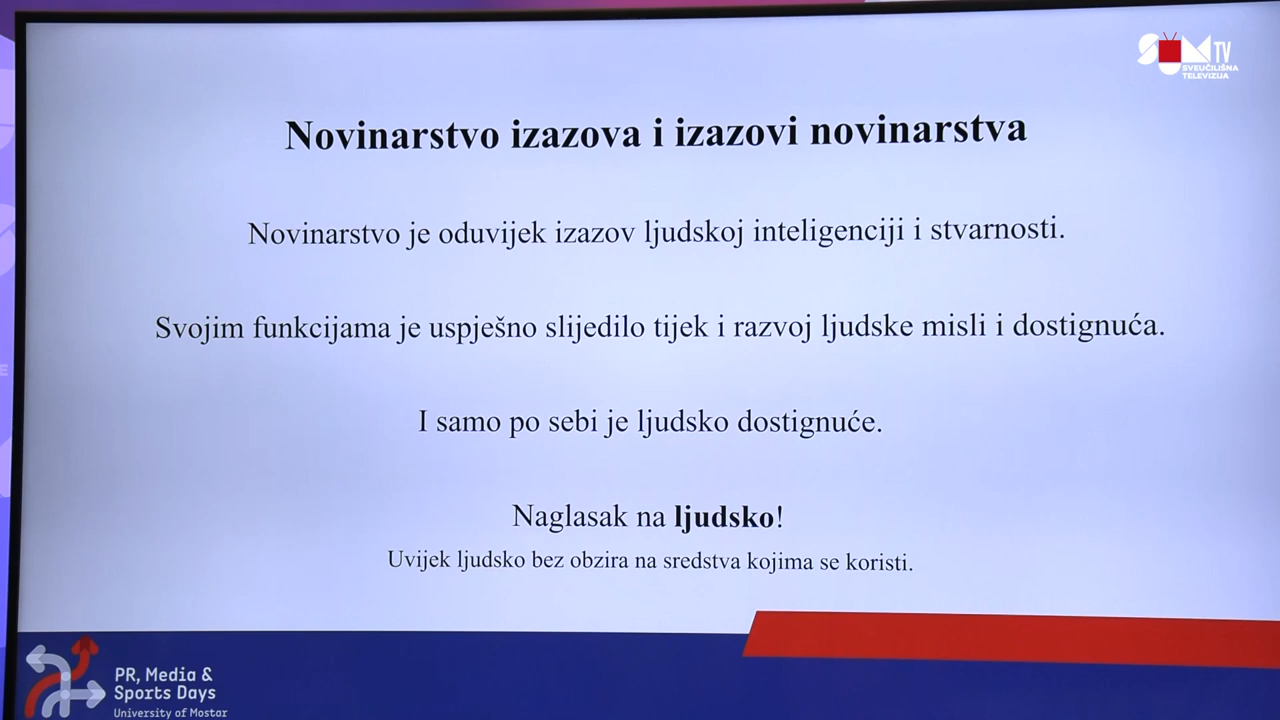 SUM TV
SVEUČILIŠNA
TELEVIZIJA
Novinarstvo izazova i izazovi novinarstva
Novinarstvo je oduvijek izazov ljudskoj inteligenciji i stvarnosti.
Svojim funkcijama je uspješno slijedilo tijek i razvoj ljudske misli i dostignuća.
I samo po sebi je ljudsko dostignuće.
Naglasak na ljudsko!
Uvijek ljudsko bez obzira na sredstva kojima se koristi.
PR, Media &
Sports Days
University of Mostar